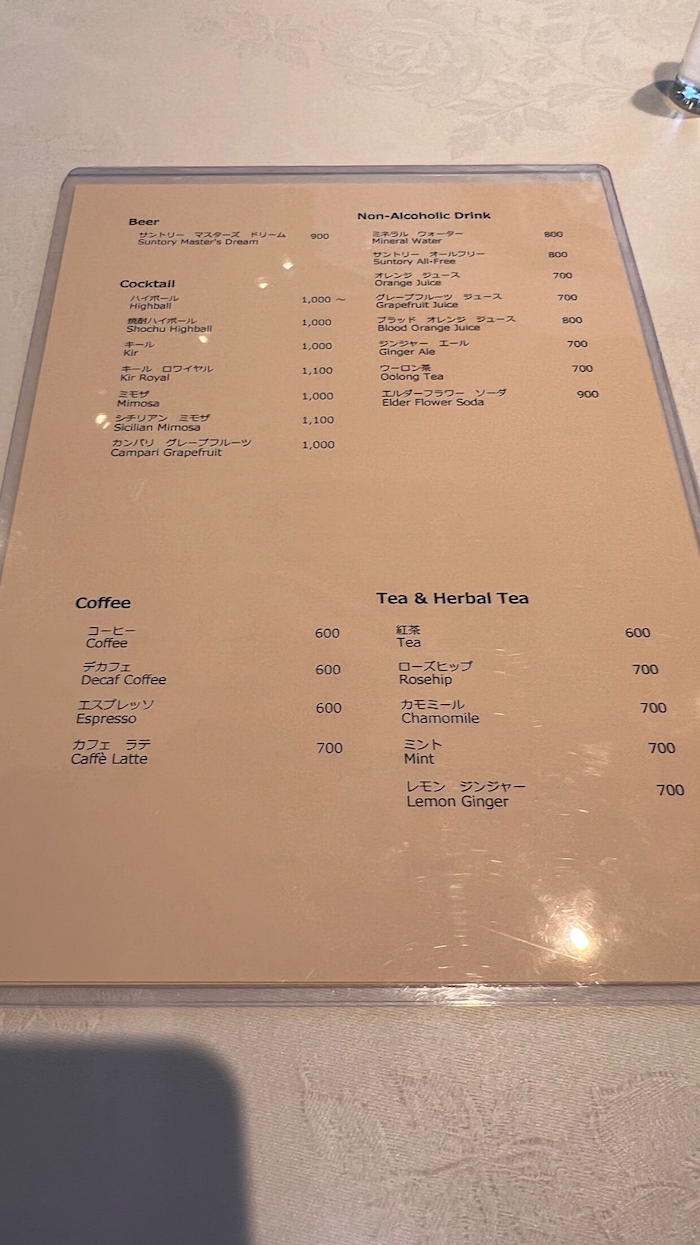 Beer
サントリー　マスターズ　ドリーム　900
Suntory Master's Dream
Cocktail
ハイボール　1,000 ～
Highball
焼酎ハイボール　1,000
Shochu Highball
キール　1,000
Kir
キール　ロワイヤル　1,100
Kir Royal
ミモザ　1,000
Mimosa
シチリアン　ミモザ　1,100
Sicilian Mimosa
カンパリ　グレープフルーツ　1,000
Campari Grapefruit
Non-Alcoholic Drink
ミネラル　ウォーター　800
Mineral Water
サントリー　オールフリー　800
Suntory All-Free
オレンジ　ジュース　700
Orange Juice
グレープフルーツ　ジュース　700
Grapefruit Juice
ブラッド　オレンジ　ジュース　800
Blood Orange Juice
ジンジャー　エール　700
Ginger Ale
ウーロン茶　700
Oolong Tea
エルダーフラワー　ソーダ　900
Elder Flower Soda
Coffee
コーヒー　600
Coffee
デカフェ　600
Decaf Coffee
エスプレッソ　600
Espresso
カフェ　ラテ　700
Caffè Latte
Tea & Herbal Tea
紅茶　600
Tea
ローズヒップ　700
Rosehip
カモミール　700
Chamomile
ミント　700
Mint
レモン　ジンジャー　700
Lemon Ginger